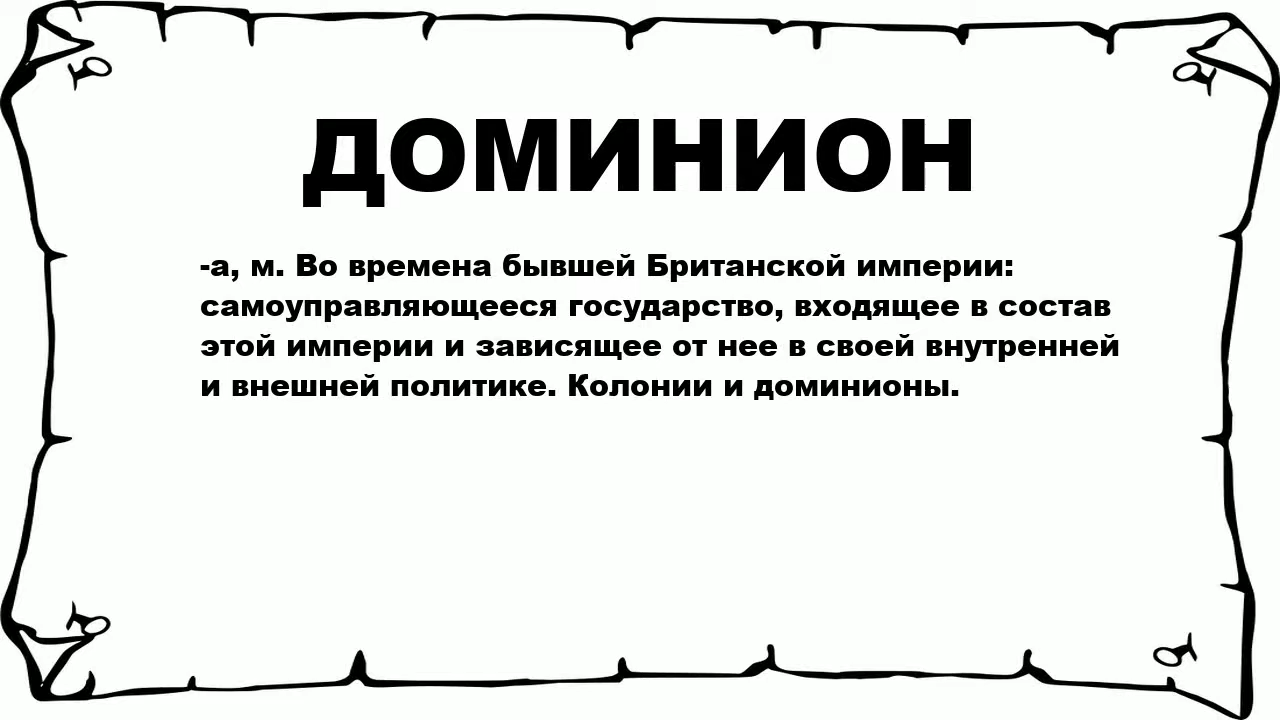 ДОМИНИОН
-а, м. Во времена бывшей Британской империи:
самоуправляющееся государство, входящее в состав
этой империи и зависящее от нее в своей внутренней
и внешней политике. Колонии и доминионы.